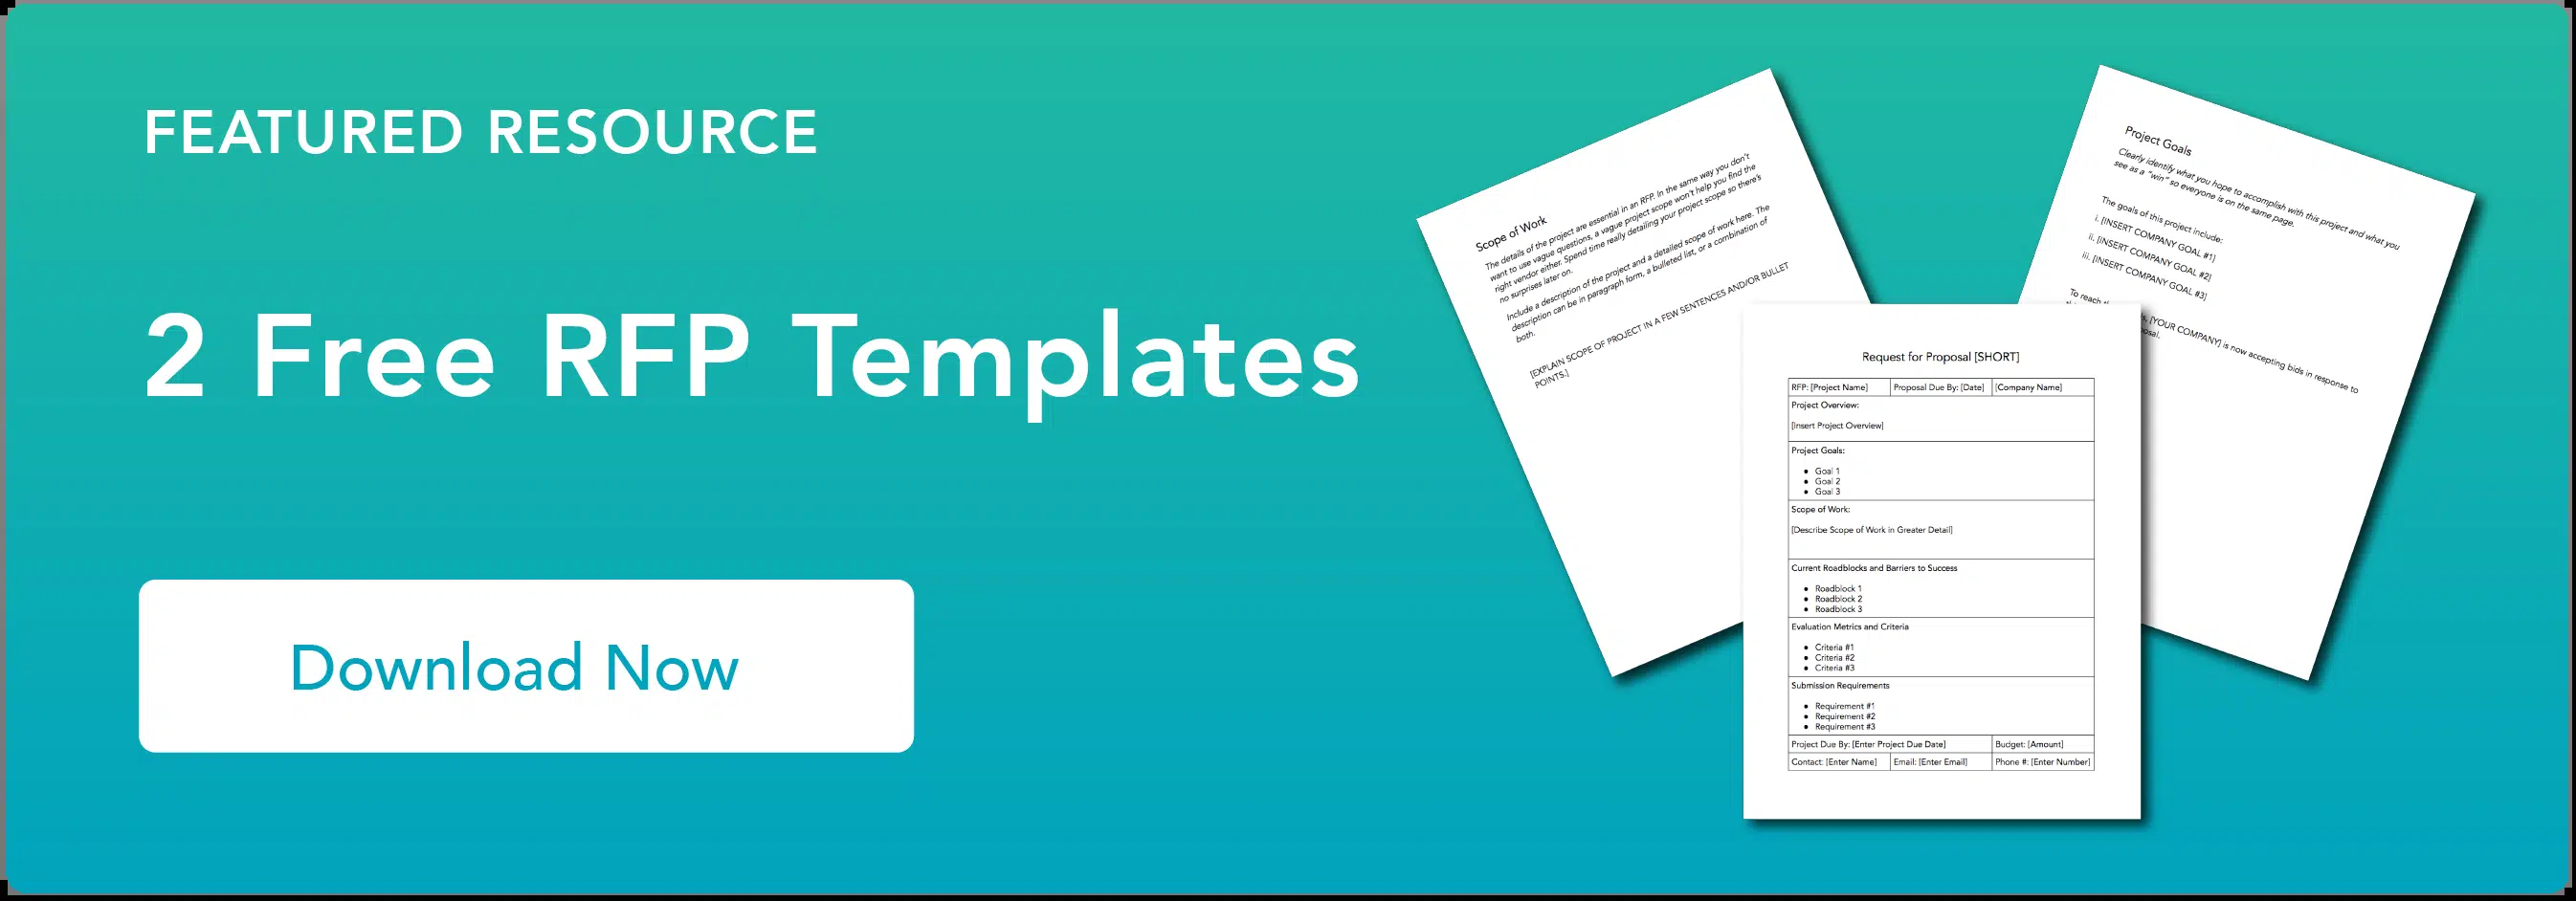 FEATURED RESOURCE
2 Free RFP Templates
Download Now
Scope of Work
The details of the project are essential in an RFP. In the same way you don't
want to use vague questions, a vague project scope won't help you find the
right vendor either. Spend time really detailing your project scope so there's
no surprises later on.
Include a description of the project and a detailed scope of work here. The
description can be in paragraph form, a bulleted list, or a combination of
both.
[EXPLAIN SCOPE OF PROJECT IN A FEW SENTENCES AND/OR BULLET
POINTS.]
Project Goals
Clearly identify what you hope to accomplish with this project and what you
see as a "win" so everyone is on the same page.
The goals of this project include:
i. [INSERT COMPANY GOAL #1]
ii. [INSERT COMPANY GOAL #2]
iii. [INSERT COMPANY GOAL #3]
To reach
[YOUR COMPANY] is now accepting bids in response to
Request for Proposal [SHORT]
RFP: [Project Name] Proposal Due By: [Date] [Company Name]
Project Overview:
[Insert Project Overview]
Project Goals:
• Goal 1
• Goal 2
• Goal 3
Scope of Work:
[Describe Scope of Work in Greater Detail]
Current Roadblocks and Barriers to Success
• Roadblock 1
• Roadblock 2
• Roadblock 3
Evaluation Metrics and Criteria
• Criteria #1
• Criteria #2
• Criteria #3
Submission Requirements
• Requirement #1
• Requirement #2
• Requirement #3
Project Due By: [Enter Project Due Date] Budget: [Amount]
Contact: [Enter Name] Email: [Enter Email] Phone #: [Enter Number]